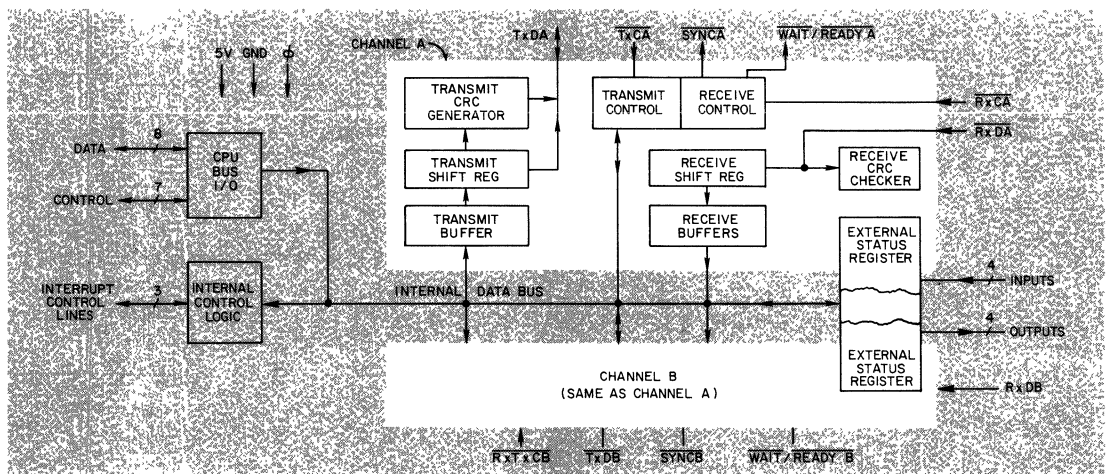 CHANNEL A
TxDA
TxCA
SYNCA
WAIT/READY A
5V GND ϕ
TRANSMIT
CRC
GENERATOR
TRANSMIT
CONTROL
RECEIVE
CONTROL
RxCA
RxDA
DATA
8
CPU
BUS
I/O
CONTROL
7
TRANSMIT
SHIFT REG
RECEIVE
SHIFT REG
RECEIVE
CRC
CHECKER
TRANSMIT
BUFFER
RECEIVE
BUFFERS
EXTERNAL
STATUS
REGISTER
INTERRUPT
CONTROL
LINES
3
INTERNAL
CONTROL
LOGIC
INTERNAL DATA BUS
4
INPUTS
4
OUTPUTS
EXTERNAL
STATUS
REGISTER
CHANNEL B
(SAME AS CHANNEL A)
RxDB
RxTxCB
TxDB
SYNCB
WAIT/READY B